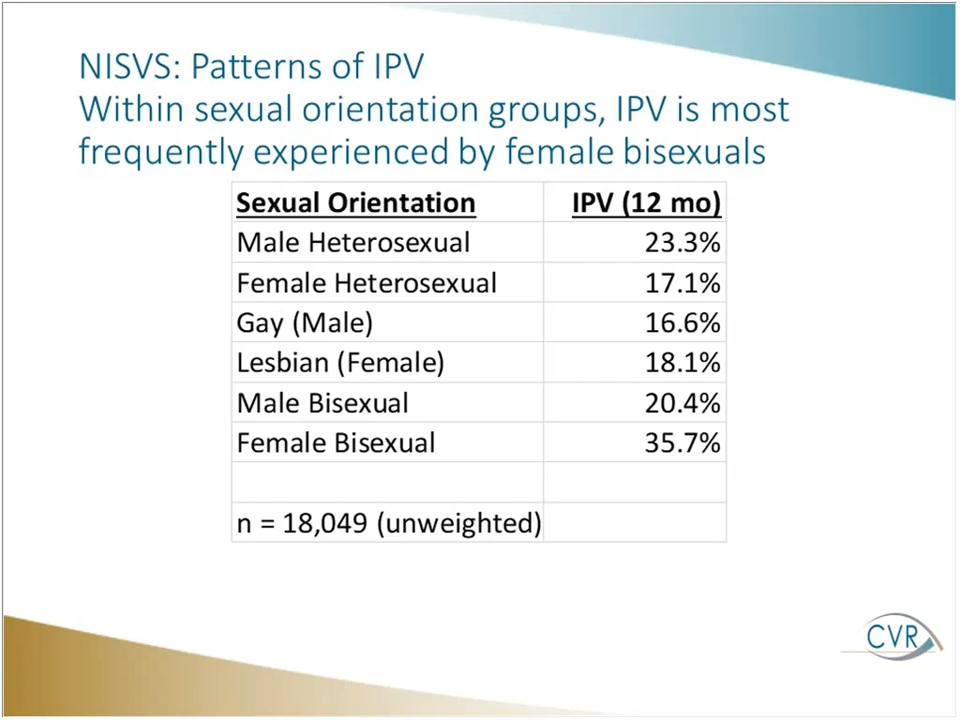 NISVS: Patterns of IPV
Within sexual orientation groups, IPV is most
frequently experienced by female bisexuals
Sexual Orientation IPV (12 mo)
Male Heterosexual 23.3%
Female Heterosexual 17.1%
Gay (Male) 16.6%
Lesbian (Female) 18.1%
Male Bisexual 20.4%
Female Bisexual 35.7%
n = 18,049 (unweighted)
CVR